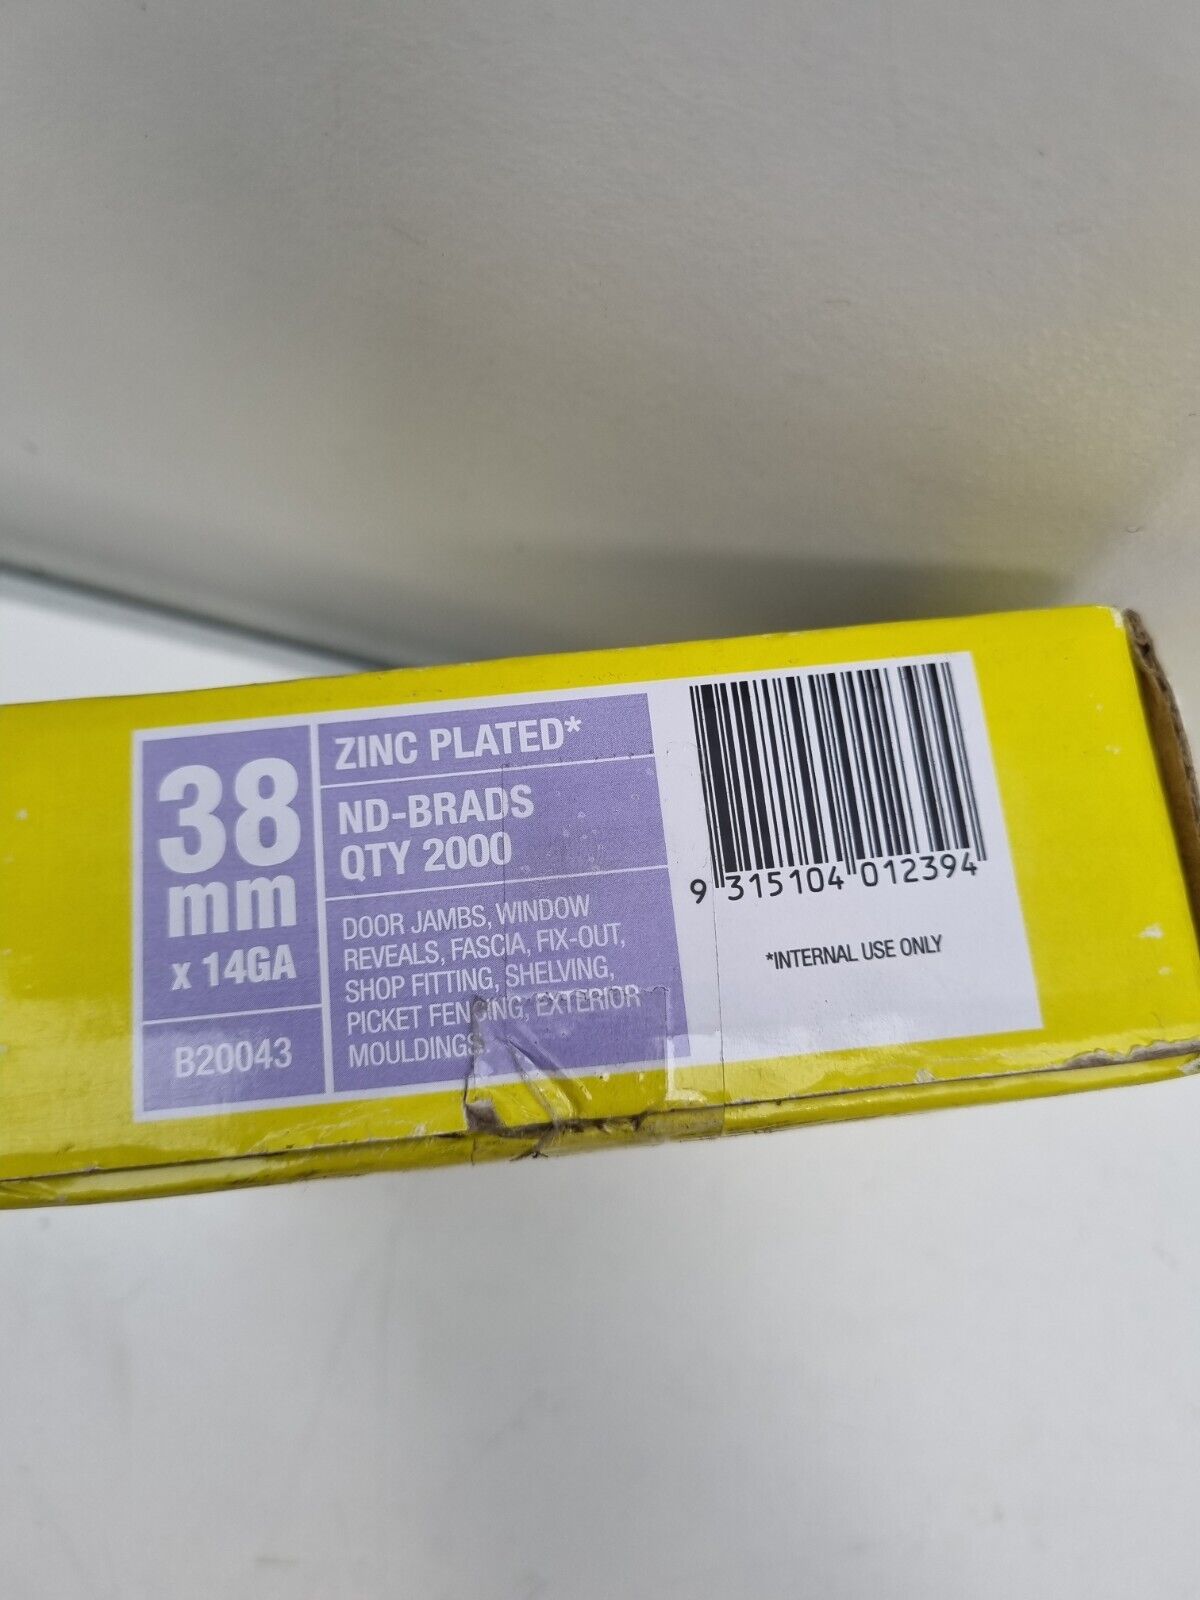 38
mm
x 14GA
B20043
ZINC PLATED*
ND-BRADS
QTY 2000
DOOR JAMBS, WINDOW
REVEALS, FASCIA, FIX-OUT,
SHOP FITTING, SHELVING,
PICKET FENCING, EXTERIOR
MOULDINGS.
9 315104 012394
*INTERNAL USE ONLY